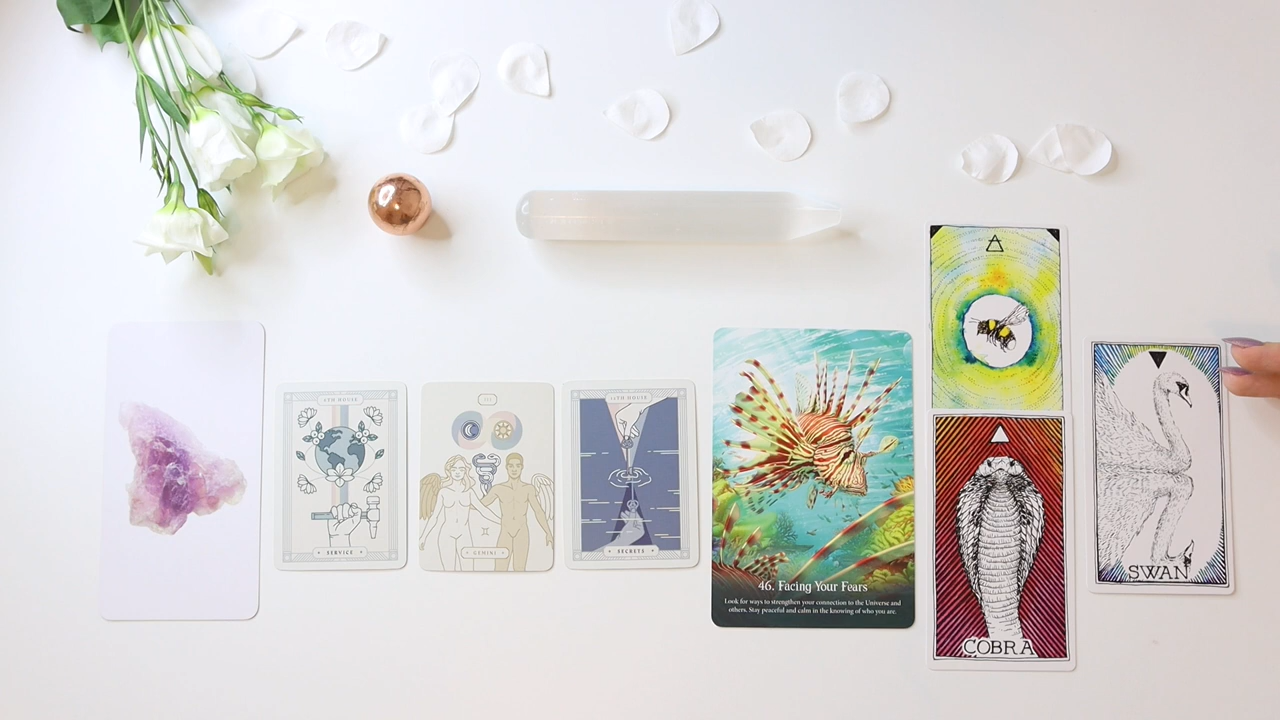 6TH HOUSE
SERVICE
III
GEMINI
12TH HOUSE
SECRETS
46. Facing Your Fears
Look for ways to strengthen your connection to the Universe and
others. Stay peaceful and calm in the knowing of who you are.
COBRA
SWAN